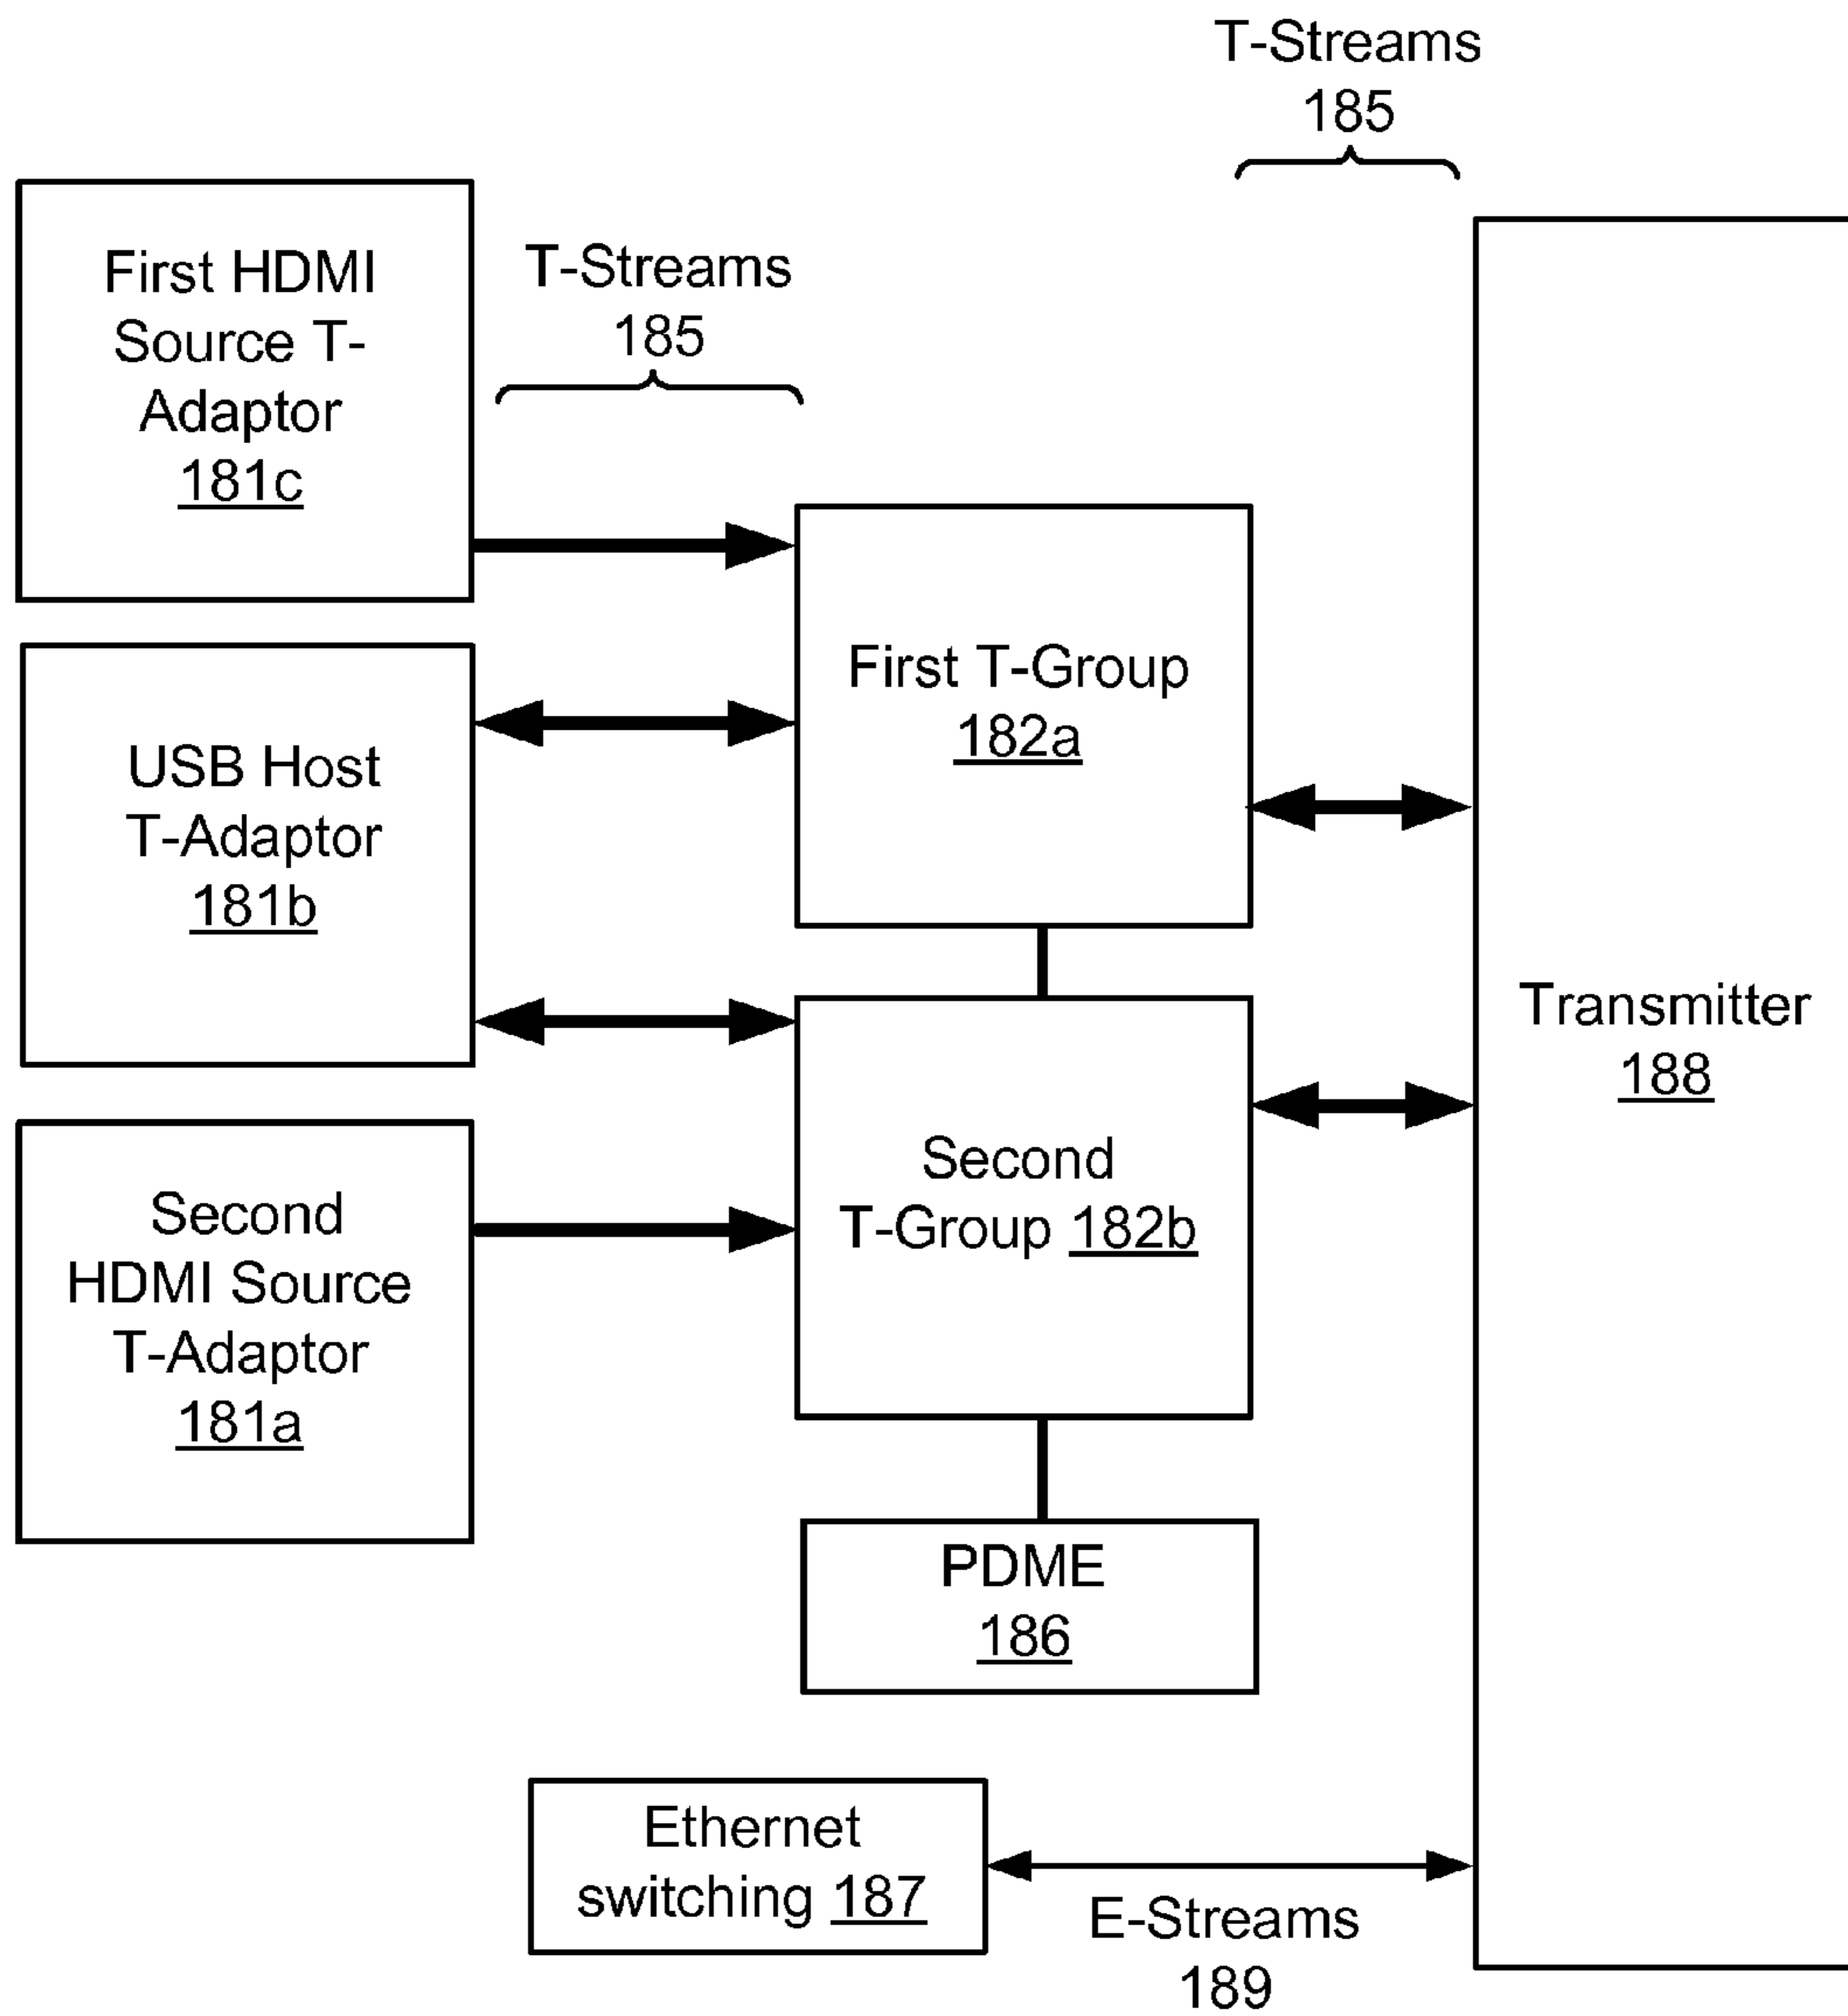 T-Streams
185
First HDMI
Source T-
Adaptor
181c
T-Streams
185
First T-Group
182a
USB Host
T-Adaptor
181b
Transmitter
188
Second
T-Group 182b
Second
HDMI Source
T-Adaptor
181a
PDME
186
Ethernet
switching 187
E-Streams
189